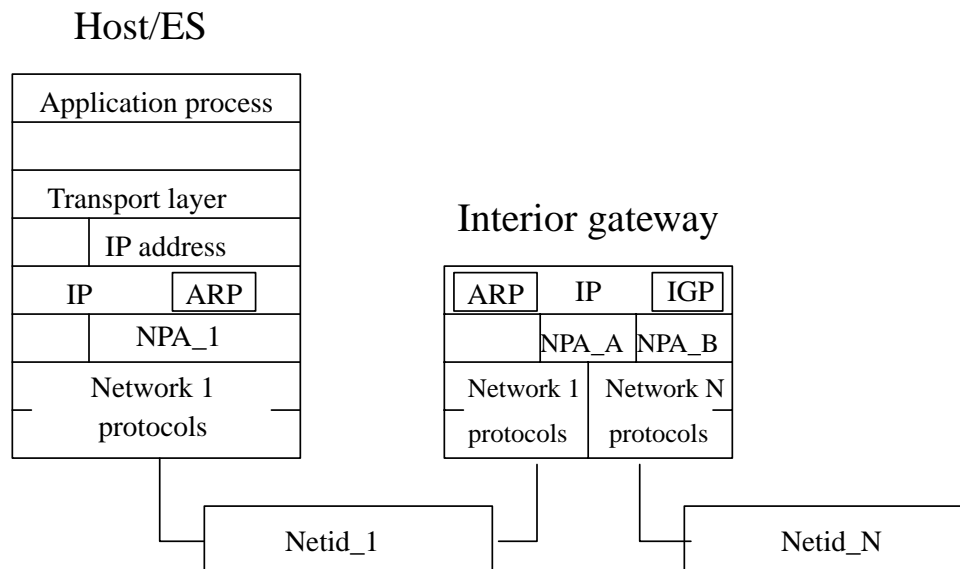 Host/ES
Application process
Transport layer
IP address
IP ARP
NPA_1
Network 1
protocols
Interior gateway
ARP IP IGP
NPA_A NPA_B
Network 1 Network N
protocols protocols
Netid_1 Netid_N